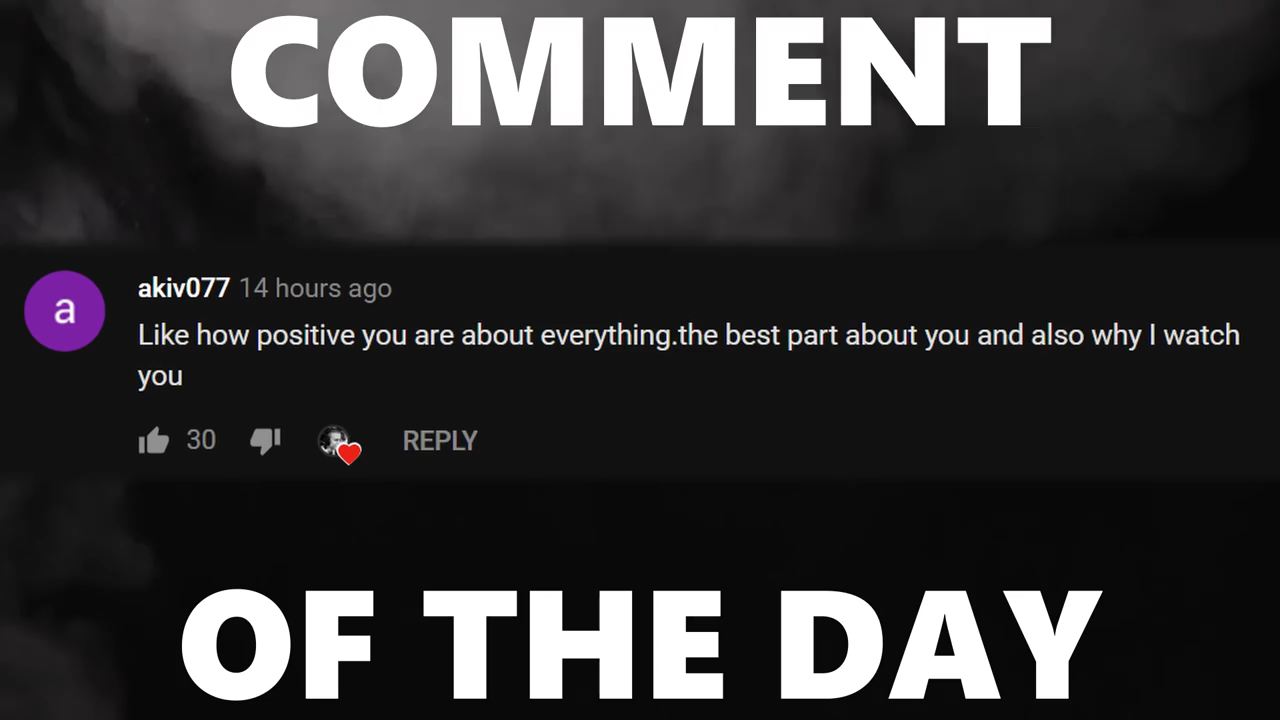 COMMENT
a
akiv077 14 hours ago
Like how positive you are about everything.the best part about you and also why I watch
you
30 REPLY
OF THE DAY